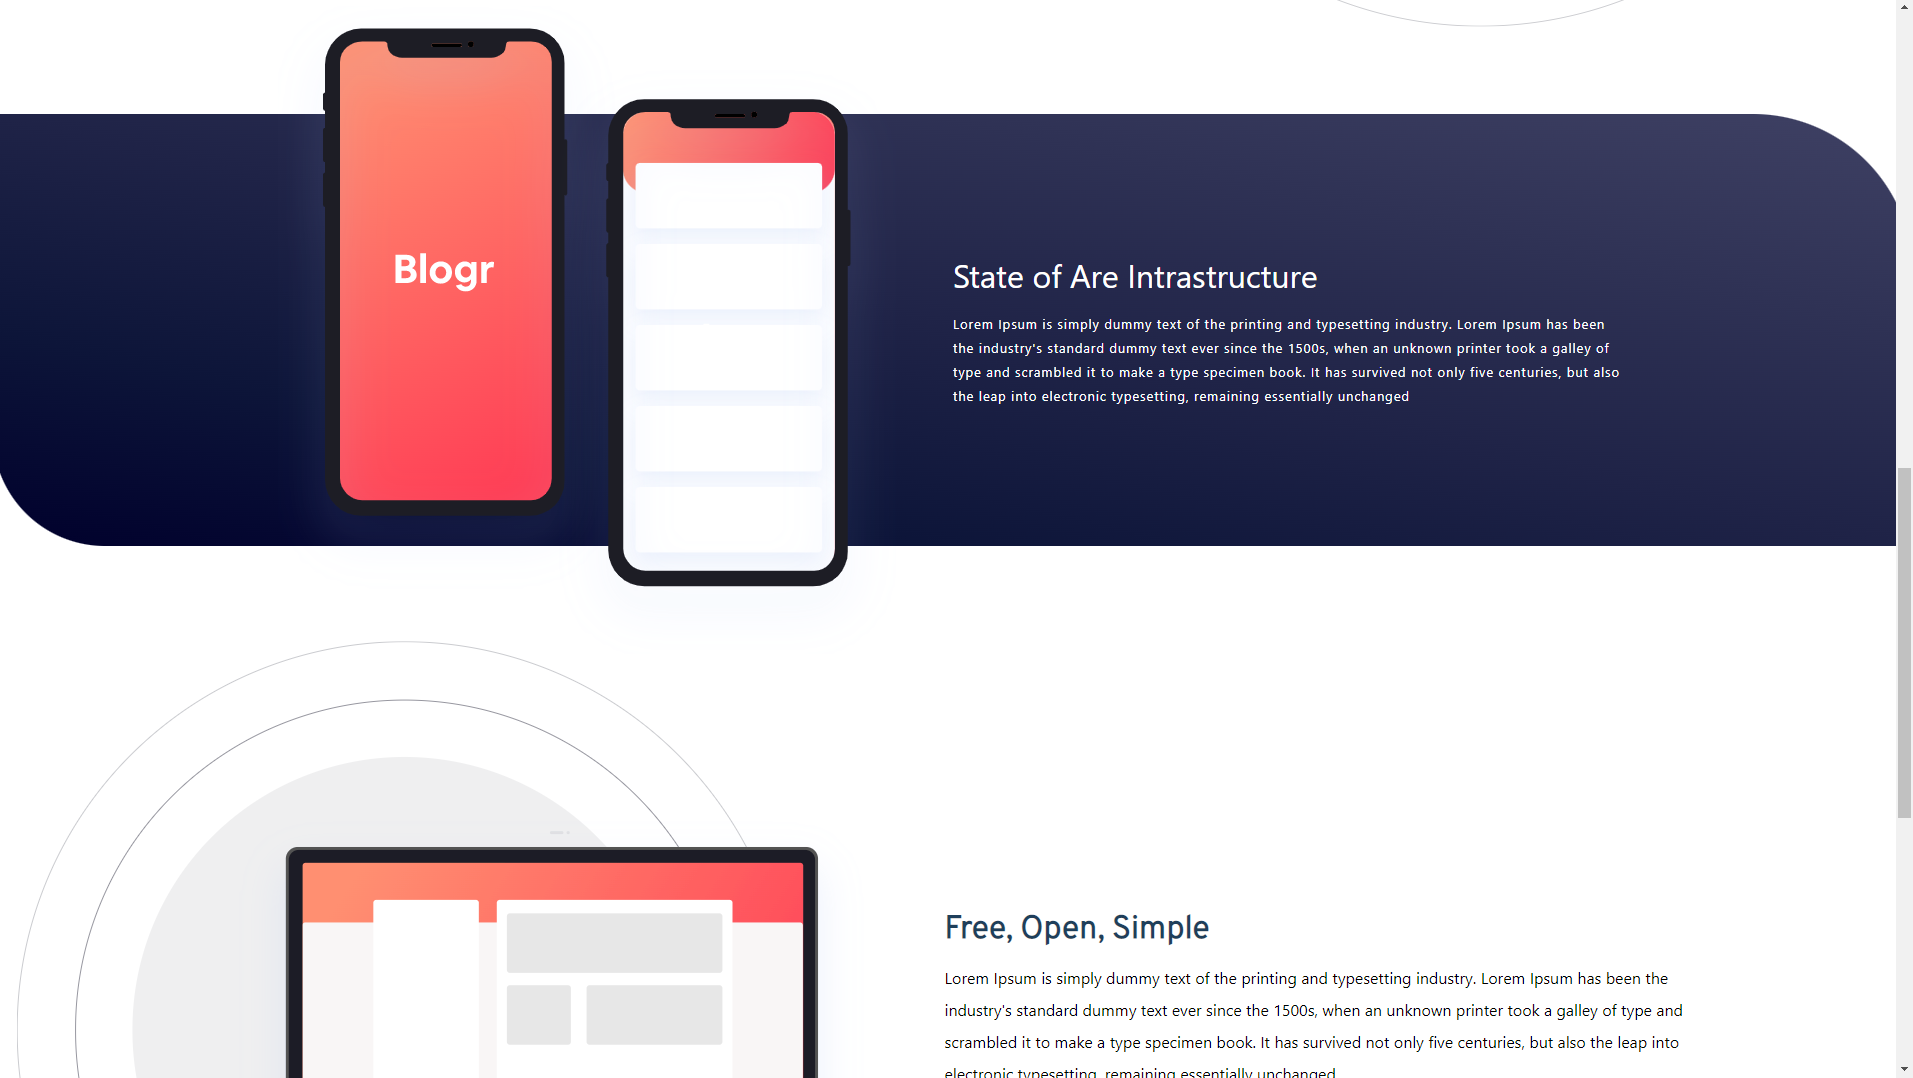 Blogr
State of Are Intrastructure
Lorem Ipsum is simply dummy text of the printing and typesetting industry. Lorem Ipsum has been
the industry's standard dummy text ever since the 1500s, when an unknown printer took a galley of
type and scrambled it to make a type specimen book. It has survived not only five centuries, but also
the leap into electronic typesetting, remaining essentially unchanged
Free, Open, Simple
Lorem Ipsum is simply dummy text of the printing and typesetting industry. Lorem Ipsum has been the
industry's standard dummy text ever since the 1500s, when an unknown printer took a galley of type and
scrambled it to make a type specimen book. It has survived not only five centuries, but also the leap into
electronic typesetting, remaining essentially unchanged